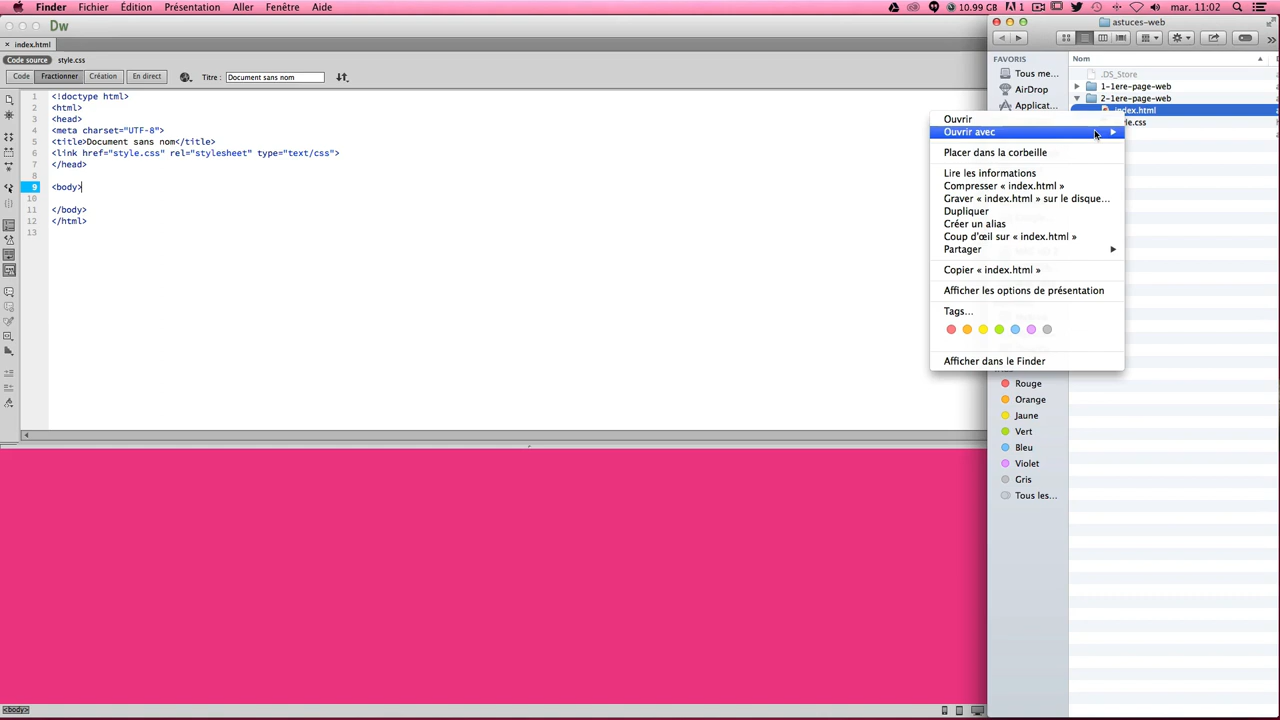 Finder Fichier Édition Présentation Aller Fenêtre Aide 10.99 GB 1 mar. 11:02
Dw
astuces-web
× index.html
Code source style.css
Code Fractionner Création En direct Titre : Document sans nom
FAVORIS
Tous me...
AirDrop
Applicat...
Nom
.DS_Store
1-1ere-page-web
2-1ere-page-web
index.html
1 <!doctype html>
2 <html>
3 <head>
4 <meta charset="UTF-8">
5 <title>Document sans nom</title>
6 <link href="style.css" rel="stylesheet" type="text/css">
7 </head>
8
9 <body>
10
11 </body>
12 </html>
13
Ouvrir
Ouvrir avec
Placer dans la corbeille
Lire les informations
Compresser « index.html »
Graver « index.html » sur le disque...
Dupliquer
Créer un alias
Coup d'œil sur « index.html »
Partager
Copier « index.html »
Afficher les options de présentation
Tags...
Afficher dans le Finder
Rouge
Orange
Jaune
Vert
Bleu
Violet
Gris
Tous les...
<body>